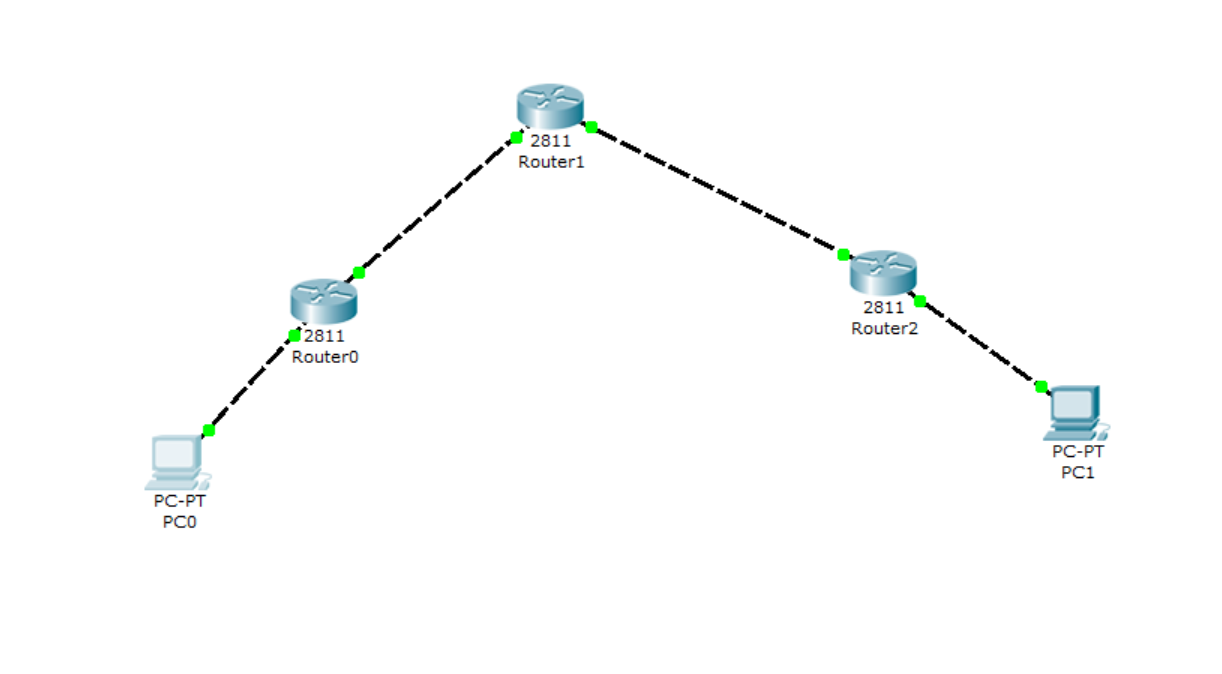 2811
Router1
2811
Router2
2811
Router0
PC-PT
PC1
PC-PT
PC0